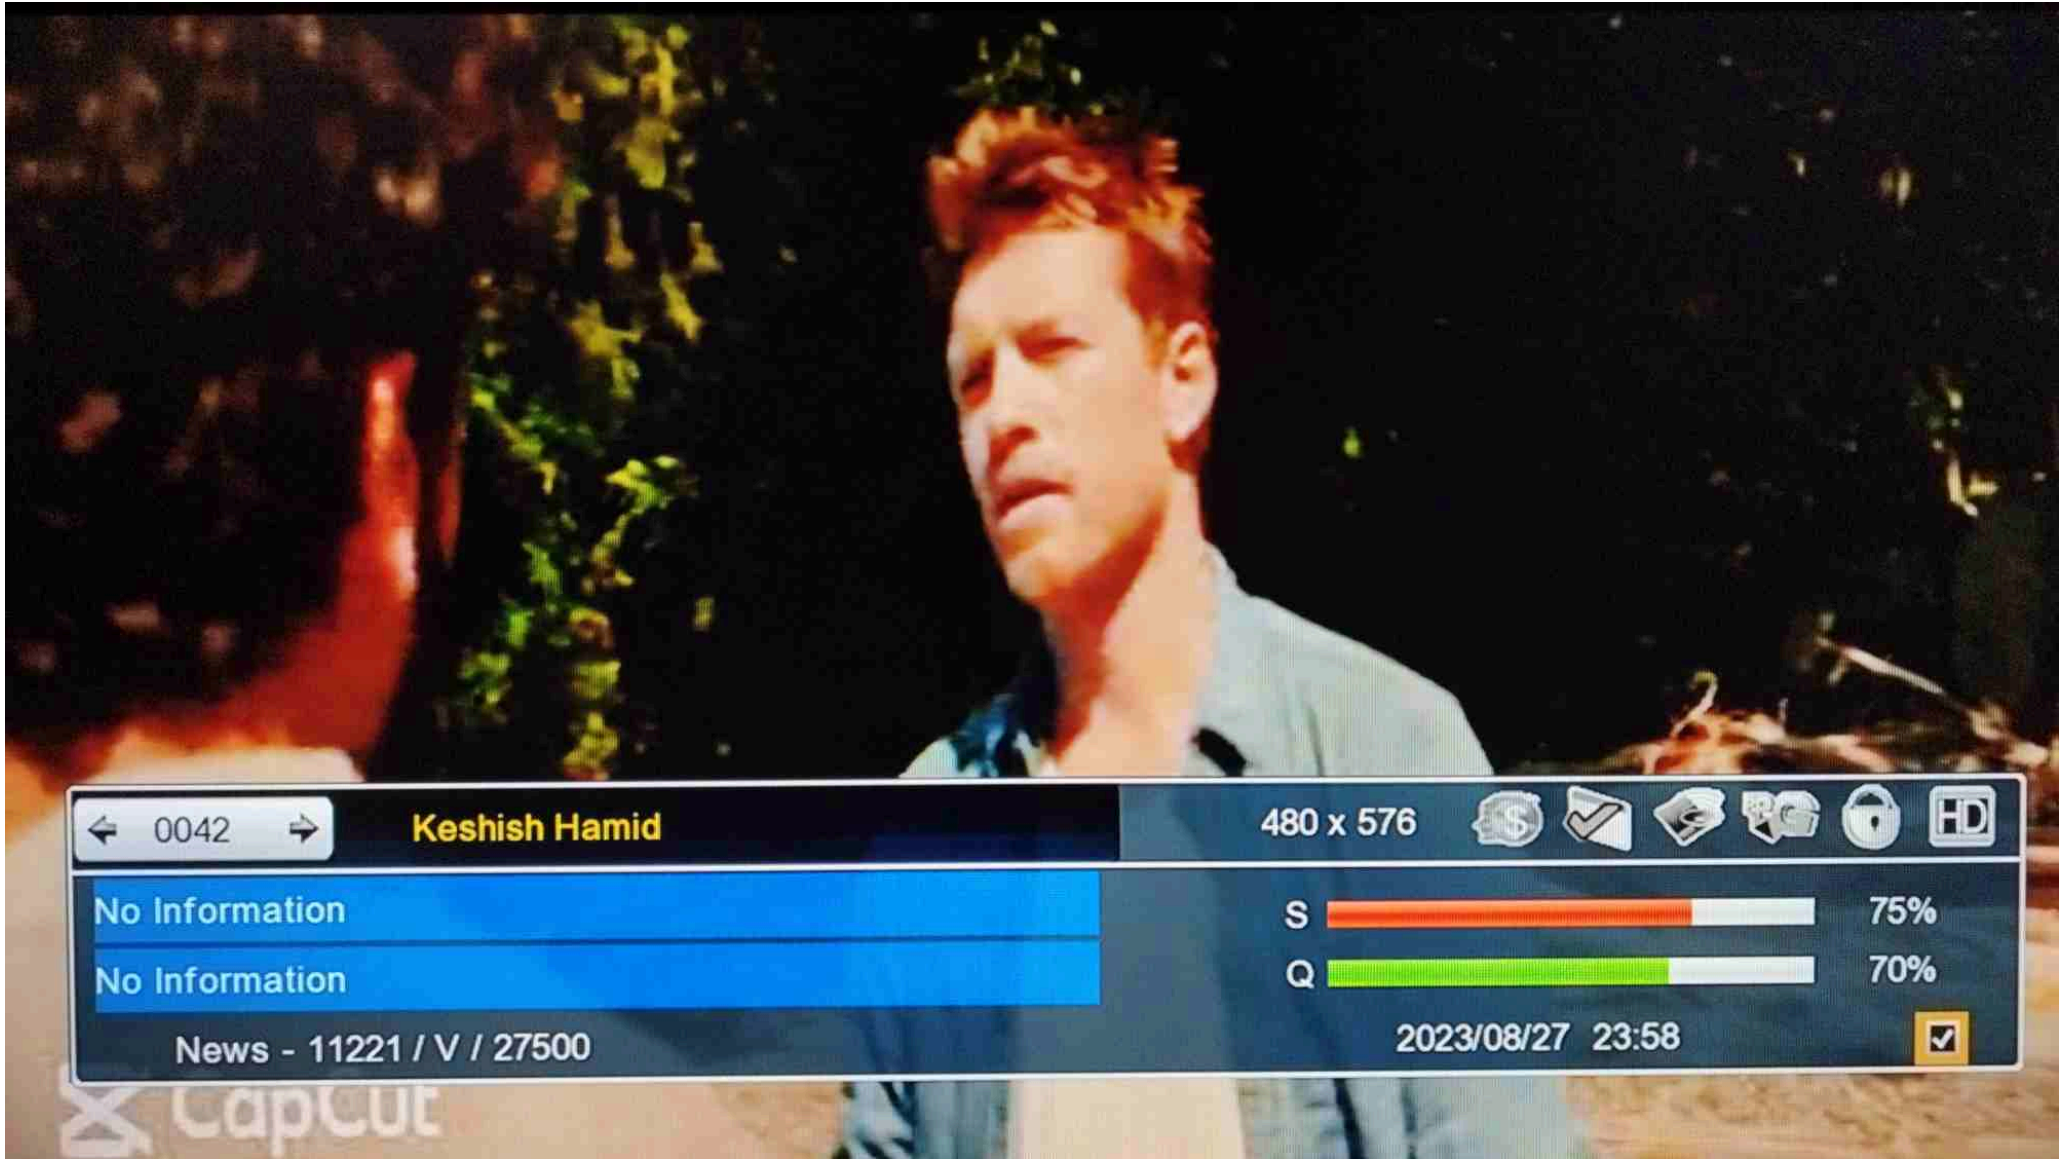 0042
Keshish Hamid
480 x 576
HD
No Information
No Information
S 75%
Q 70%
News - 11221 / V / 27500
2023/08/27 23:58
CapCut